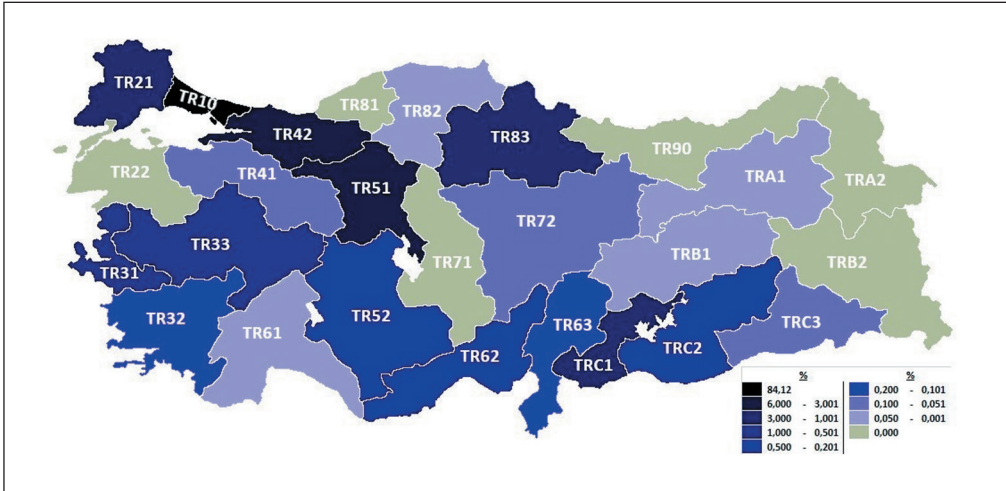 TR21
TR10
TR81
TR82
TR42
TR83
TR90
TR22
TR41
TR51
TRA1
TRA2
TR72
TR33
TR71
TRB1
TRB2
TR31
TR32
TR52
TR63
TRC3
TR61
TR62
TRC1
TRC2
% %
84,12 0,200 - 0,101
6,000 - 3,001 0,100 - 0,051
3,000 - 1,001 0,050 - 0,001
1,000 - 0,501 0,000
0,500 - 0,201